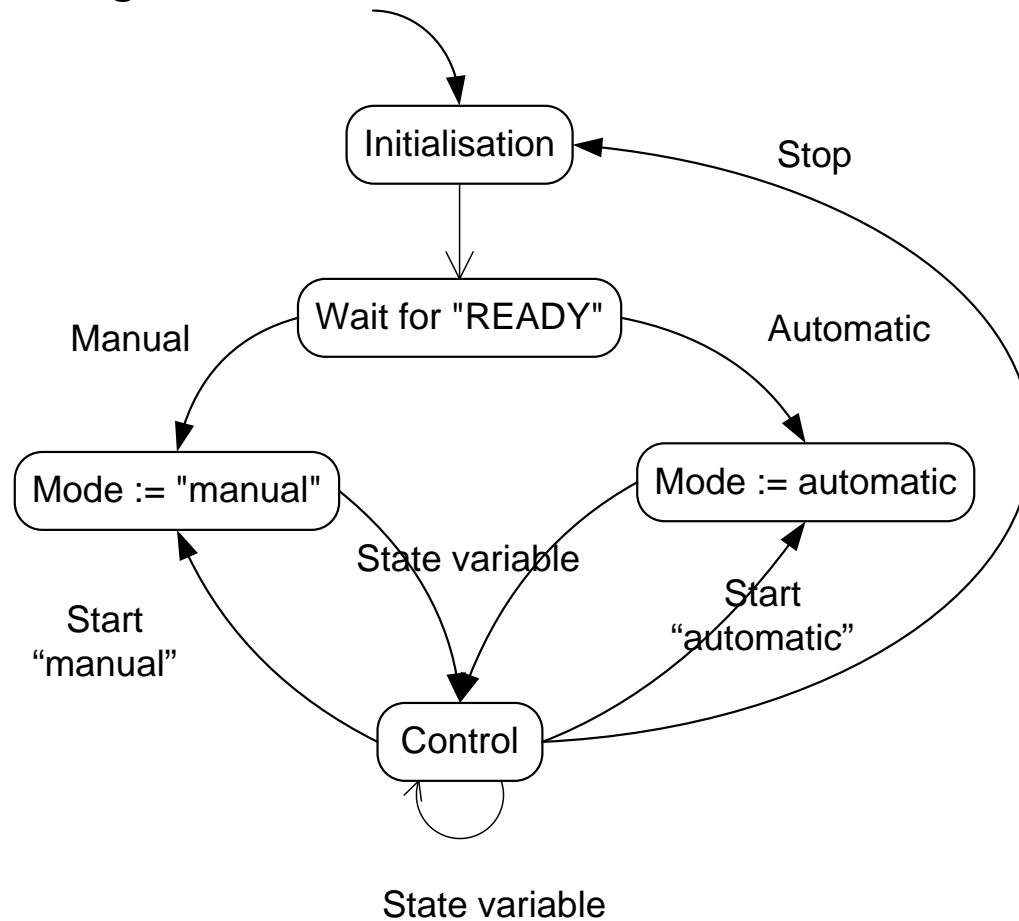 Initialisation
Stop
Wait for "READY"
Manual
Automatic
Mode := "manual"
Mode := automatic
State variable
Start
“manual”
Start
“automatic”
Control
State variable